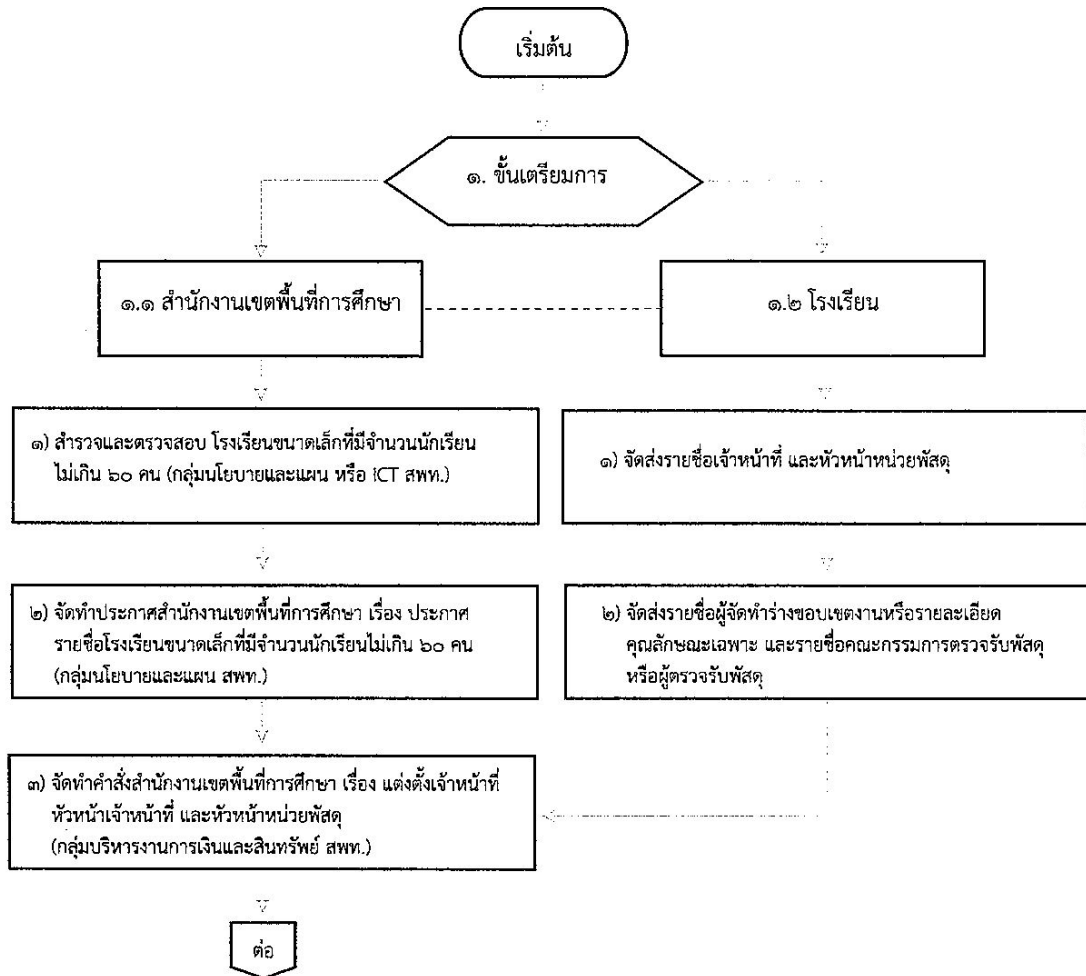 เริ่มต้น
๑. ขั้นเตรียมการ
๑.๑ สำนักงานเขตพื้นที่การศึกษา
๑.๒ โรงเรียน
๑) สำรวจและตรวจสอบ โรงเรียนขนาดเล็กที่มีจำนวนนักเรียน
ไม่เกิน ๖๐ คน (กลุ่มนโยบายและแผน หรือ ICT สพท.)
๑) จัดส่งรายชื่อเจ้าหน้าที่ และหัวหน้าหน่วยพัสดุ
๒) จัดทำประกาศสำนักงานเขตพื้นที่การศึกษา เรื่อง ประกาศ
รายชื่อโรงเรียนขนาดเล็กที่มีจำนวนนักเรียนไม่เกิน ๖๐ คน
(กลุ่มนโยบายและแผน สพท.)
๒) จัดส่งรายชื่อผู้จัดทำร่างขอบเขตงานหรือรายละเอียด
คุณลักษณะเฉพาะ และรายชื่อคณะกรรมการตรวจรับพัสดุ
หรือผู้ตรวจรับพัสดุ
๓) จัดทำคำสั่งสำนักงานเขตพื้นที่การศึกษา เรื่อง แต่งตั้งเจ้าหน้าที่
หัวหน้าเจ้าหน้าที่ และหัวหน้าหน่วยพัสดุ
(กลุ่มบริหารงานการเงินและสินทรัพย์ สพท.)
ต่อ